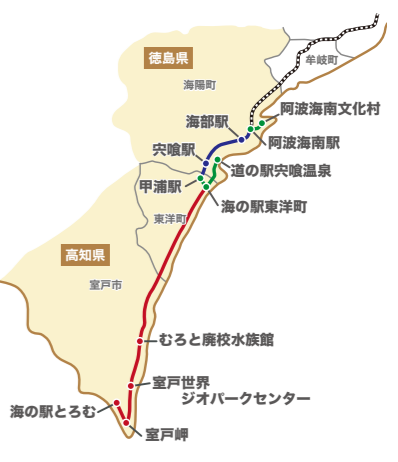 徳島県
牟岐町
海陽町
阿波海南文化村
海部駅
阿波海南駅
宍喰駅
道の駅宍喰温泉
甲浦駅
海の駅東洋町
東洋町
高知県
室戸市
むろと廃校水族館
室戸世界
ジオパークセンター
海の駅とろむ
室戸岬